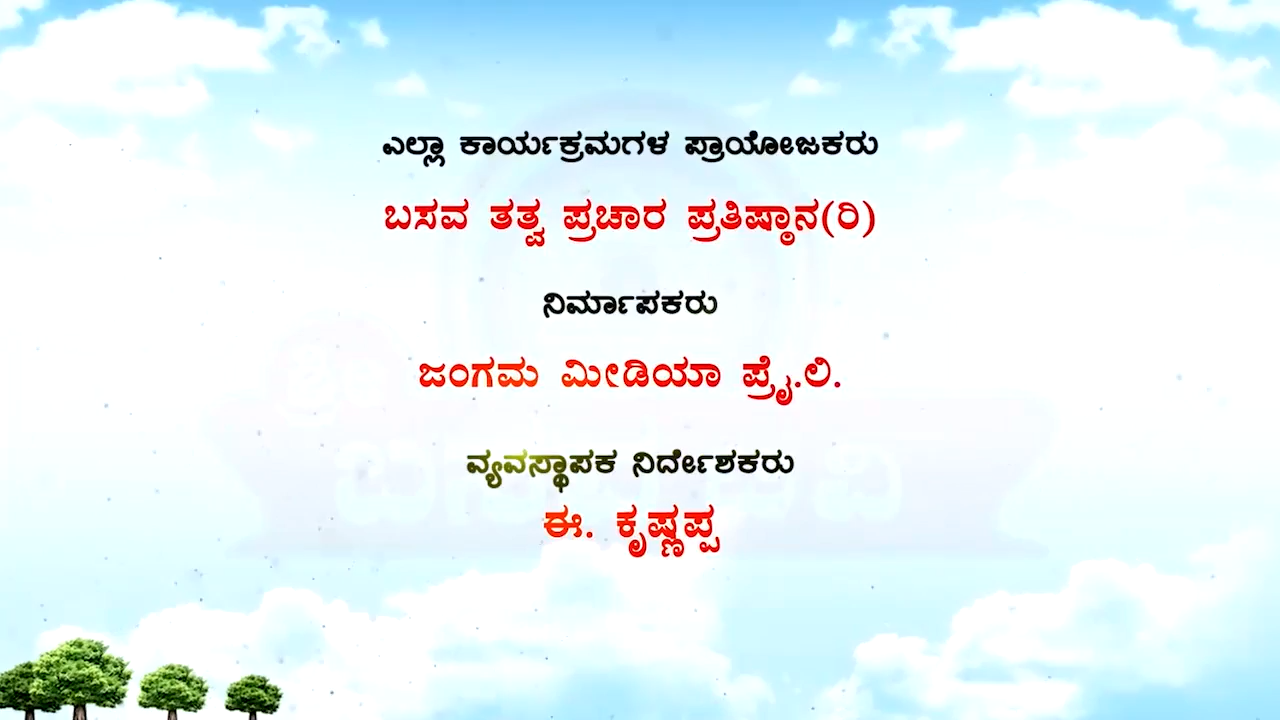 ಎಲ್ಲಾ ಕಾರ್ಯಕ್ರಮಗಳ ಪ್ರಾಯೋಜಕರು
ಬಸವ ತತ್ವ ಪ್ರಚಾರ ಪ್ರತಿಷ್ಠಾನ(ರಿ)
ನಿರ್ಮಾಪಕರು
ಜಂಗಮ ಮೀಡಿಯಾ ಪ್ರೈ.ಲಿ.
ವ್ಯವಸ್ಥಾಪಕ ನಿರ್ದೇಶಕರು
ಈ. ಕೃಷ್ಣಪ್ಪ